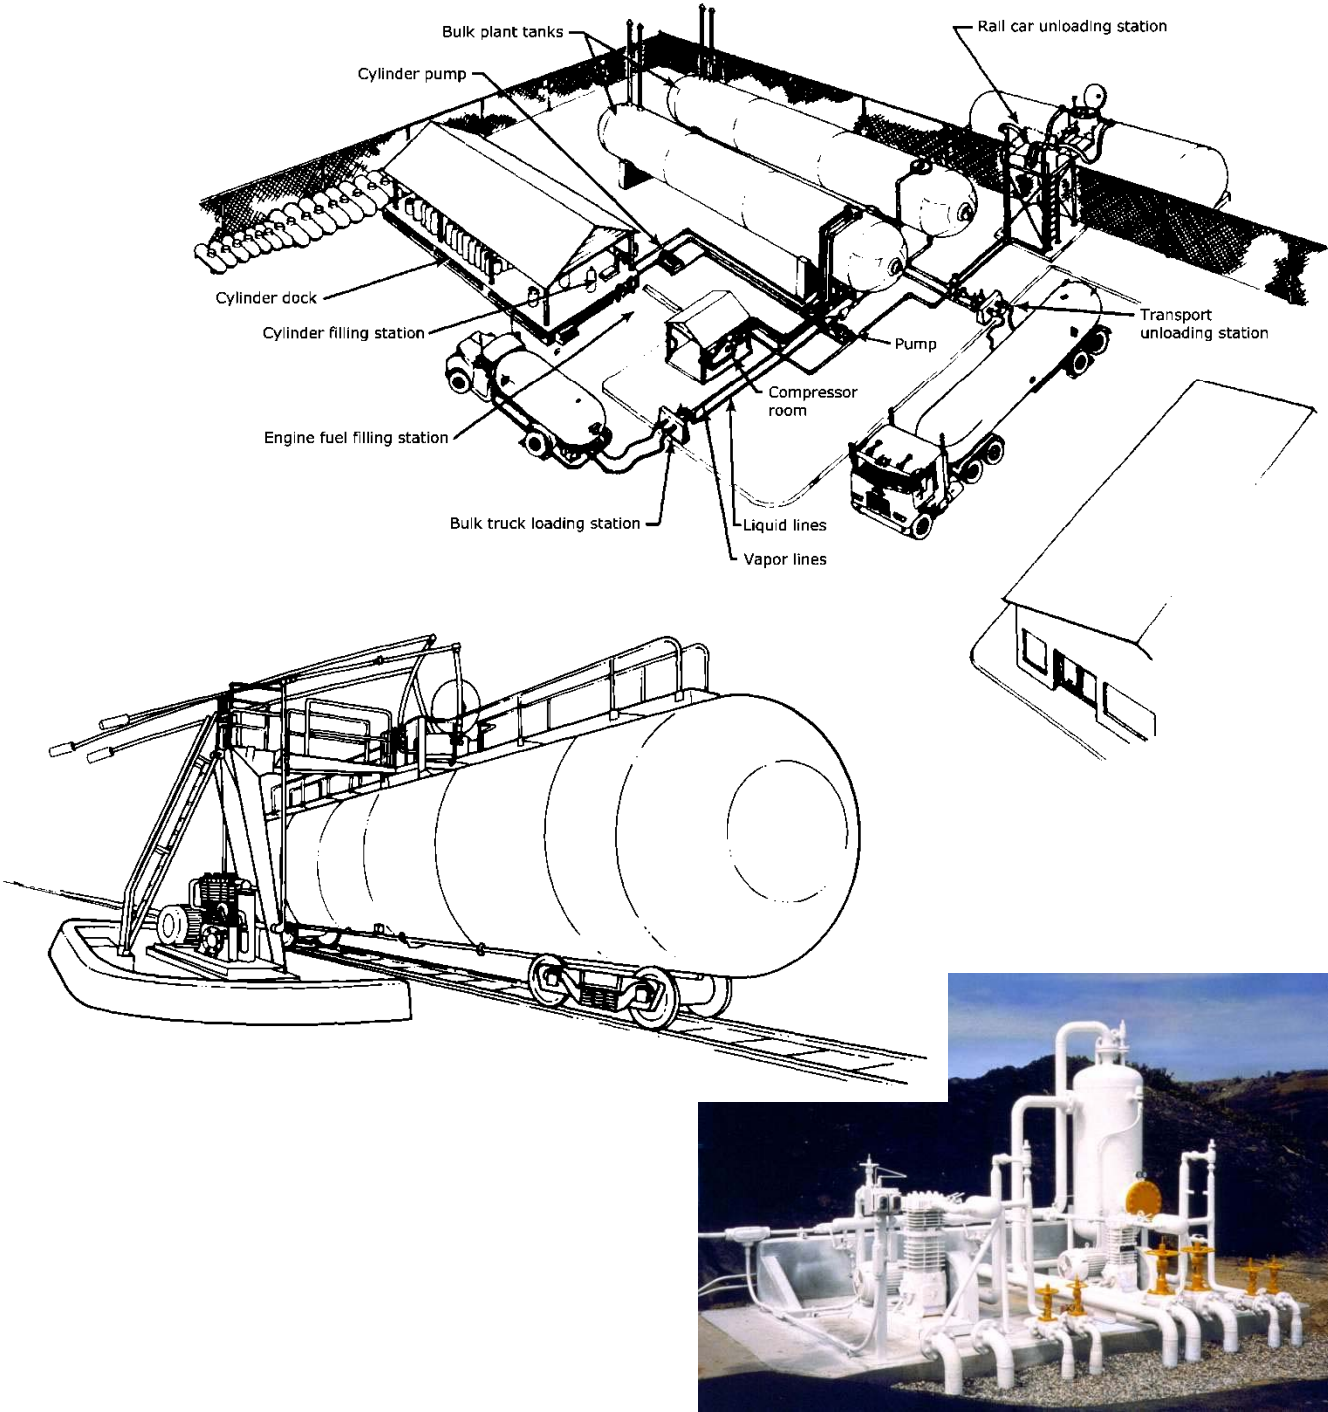 Bulk plant tanks
Rail car unloading station
Cylinder pump
Cylinder dock
Cylinder filling station
Transport
unloading station
Pump
Compressor
room
Engine fuel filling station
Bulk truck loading station
Liquid lines
Vapor lines